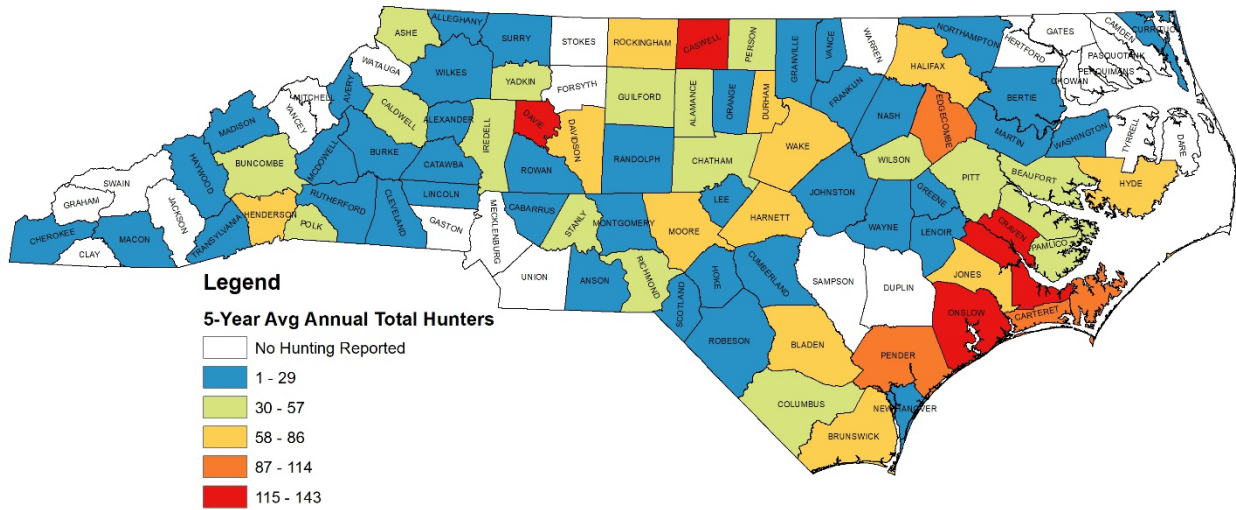 ALLEGHANY
ASHE
SURRY
STOKES
ROCKINGHAM
CASWELL
PERSON
GRANVILLE
VANCE
WARREN
NORTHAMPTON
HERTFORD
GATES
CAMDEN
CURRITUCK
PASQUOTANK
PERQUIMANS
CHOWAN
HALIFAX
WATAUGA
WILKES
YADKIN
FORSYTH
GUILFORD
ALAMANCE
ORANGE
DURHAM
FRANKLIN
NASH
EDGECOMBE
BERTIE
MARTIN
WASHINGTON
TYRRELL
DARE
MITCHELL
AVERY
YANCEY
CALDWELL
ALEXANDER
IREDELL
DAVIE
DAVIDSON
RANDOLPH
CHATHAM
WAKE
WILSON
PITT
BEAUFORT
HYDE
MADISON
HAYWOOD
BUNCOMBE
MCDOWELL
BURKE
CATAWBA
ROWAN
LEE
JOHNSTON
GREENE
SWAIN
GRAHAM
JACKSON
HENDERSON
RUTHERFORD
POLK
CLEVELAND
LINCOLN
GASTON
MECKLENBURG
CABARRUS
STANLY
MONTGOMERY
MOORE
HARNETT
WAYNE
LENOIR
CRAVEN
PAMLICO
CHEROKEE
CLAY
MACON
TRANSYLVANIA
UNION
ANSON
RICHMOND
SCOTLAND
HOKE
CUMBERLAND
SAMPSON
DUPLIN
JONES
ONSLOW
CARTERET
ROBESON
BLADEN
PENDER
COLUMBUS
NEW HANOVER
BRUNSWICK
Legend
5-Year Avg Annual Total Hunters
No Hunting Reported
1 - 29
30 - 57
58 - 86
87 - 114
115 - 143